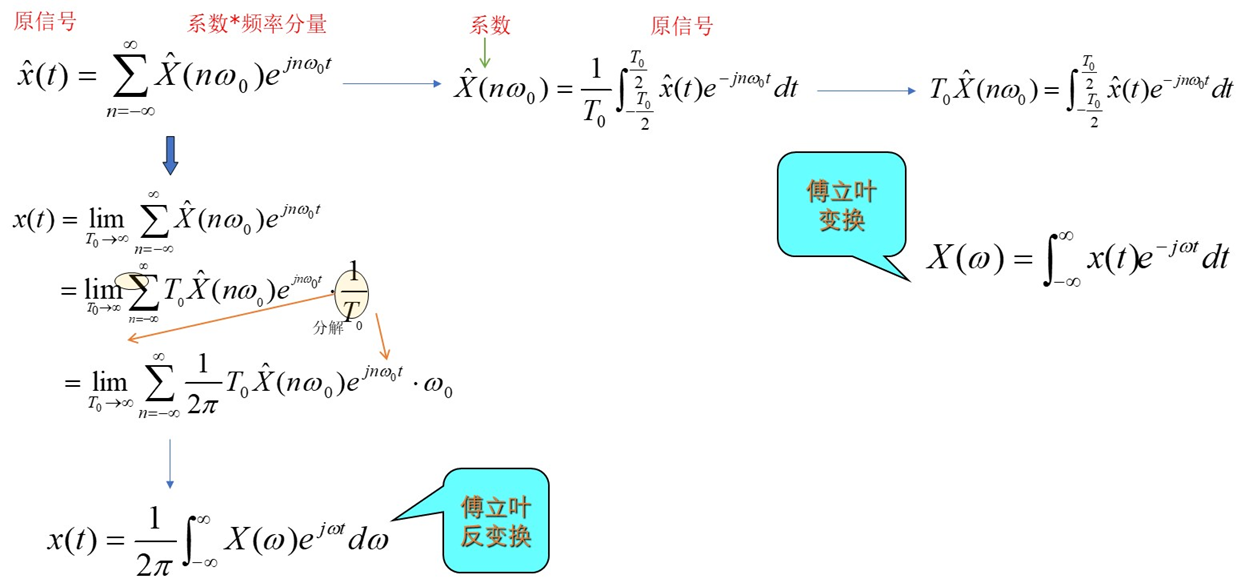 原信号 系数*频率分量 系数 原信号
$\hat{x}(t) = \sum_{n=-\infty}^{\infty} \hat{X}(n\omega_0)e^{jn\omega_0 t}$ $\hat{X}(n\omega_0) = \frac{1}{T_0}\int_{-\frac{T_0}{2}}^{\frac{T_0}{2}} \hat{x}(t)e^{-jn\omega_0 t}dt$ $T_0\hat{X}(n\omega_0) = \int_{-\frac{T_0}{2}}^{\frac{T_0}{2}} \hat{x}(t)e^{-jn\omega_0 t}dt$
$x(t) = \lim_{T_0 \to \infty} \sum_{n=-\infty}^{\infty} \hat{X}(n\omega_0)e^{jn\omega_0 t}$
$= \lim_{T_0 \to \infty} \sum_{n=-\infty}^{\infty} T_0\hat{X}(n\omega_0)e^{jn\omega_0 t} \cdot \frac{1}{T_0}$
分解
$= \lim_{T_0 \to \infty} \sum_{n=-\infty}^{\infty} \frac{1}{2\pi} T_0\hat{X}(n\omega_0)e^{jn\omega_0 t} \cdot \omega_0$
傅立叶
变换
$X(\omega) = \int_{-\infty}^{\infty} x(t)e^{-j\omega t}dt$
$x(t) = \frac{1}{2\pi}\int_{-\infty}^{\infty} X(\omega)e^{j\omega t}d\omega$
傅立叶
反变换